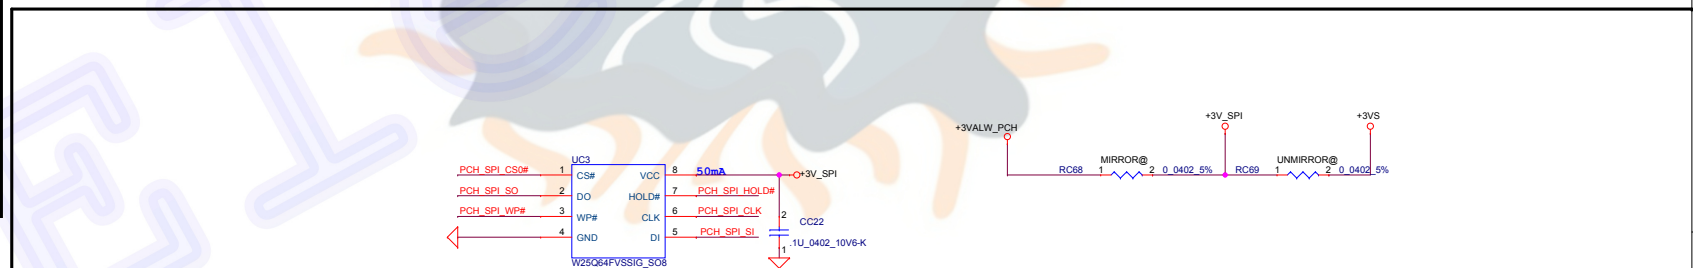 +3VALW_PCH
+3V_SPI
+3VS
UC3
PCH_SPI_CS0# 1 CS# VCC 8 50mA +3V_SPI
PCH_SPI_SO 2 DO HOLD# 7 PCH_SPI_HOLD#
PCH_SPI_WP# 3 WP# CLK 6 PCH_SPI_CLK
4 GND DI 5 PCH_SPI_SI
W25Q64FVSSIG_SO8
2
CC22
.1U_0402_10V6-K
1
MIRROR@ UNMIRROR@
RC68 1 2 0_0402_5% RC69 1 2 0_0402_5%